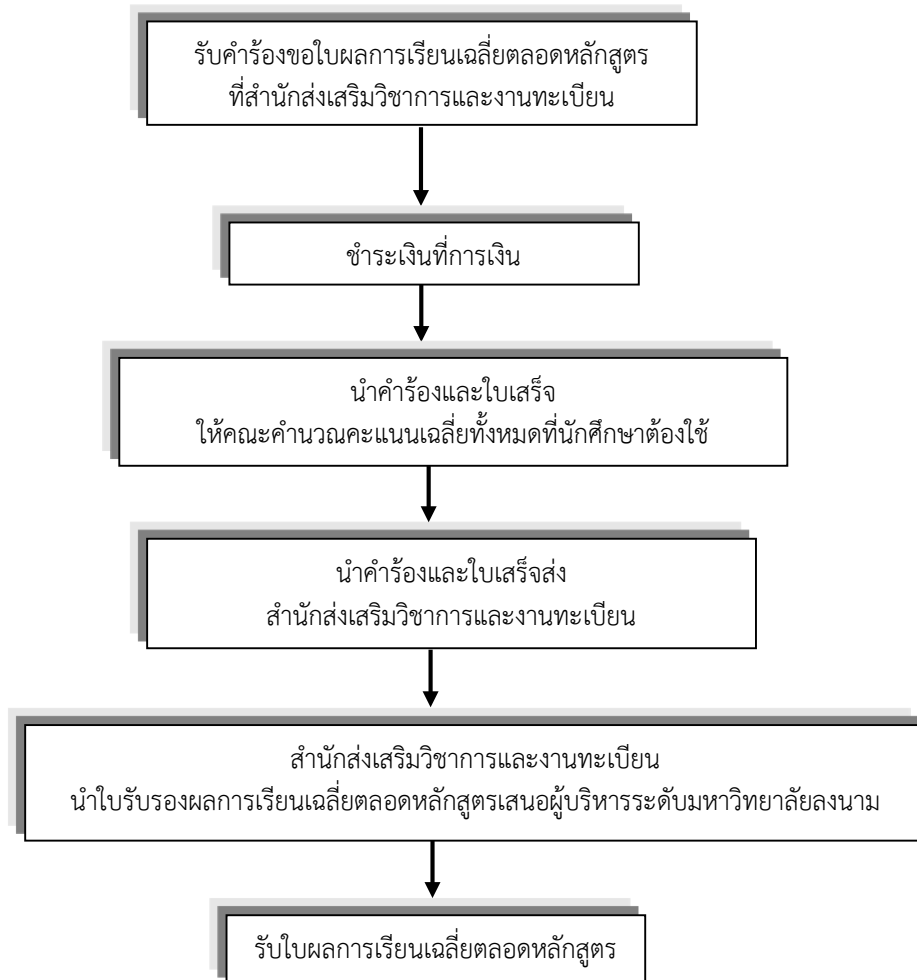 รับคำร้องขอใบผลการเรียนเฉลี่ยตลอดหลักสูตร
ที่สำนักส่งเสริมวิชาการและงานทะเบียน
ชำระเงินที่การเงิน
นำคำร้องและใบเสร็จ
ให้คณะคำนวณคะแนนเฉลี่ยทั้งหมดที่นักศึกษาต้องใช้
นำคำร้องและใบเสร็จส่ง
สำนักส่งเสริมวิชาการและงานทะเบียน
สำนักส่งเสริมวิชาการและงานทะเบียน
นำใบรับรองผลการเรียนเฉลี่ยตลอดหลักสูตรเสนอผู้บริหารระดับมหาวิทยาลัยลงนาม
รับใบผลการเรียนเฉลี่ยตลอดหลักสูตร